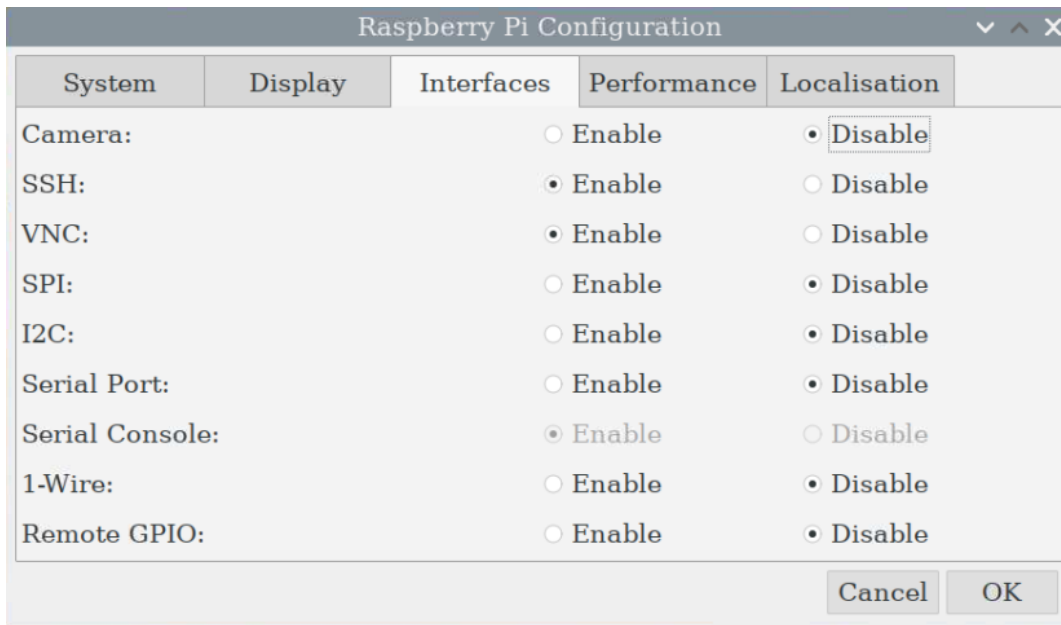 Raspberry Pi Configuration
System Display Interfaces Performance Localisation
Camera: Enable Disable
SSH: Enable Disable
VNC: Enable Disable
SPI: Enable Disable
I2C: Enable Disable
Serial Port: Enable Disable
Serial Console: Enable Disable
1-Wire: Enable Disable
Remote GPIO: Enable Disable
Cancel OK